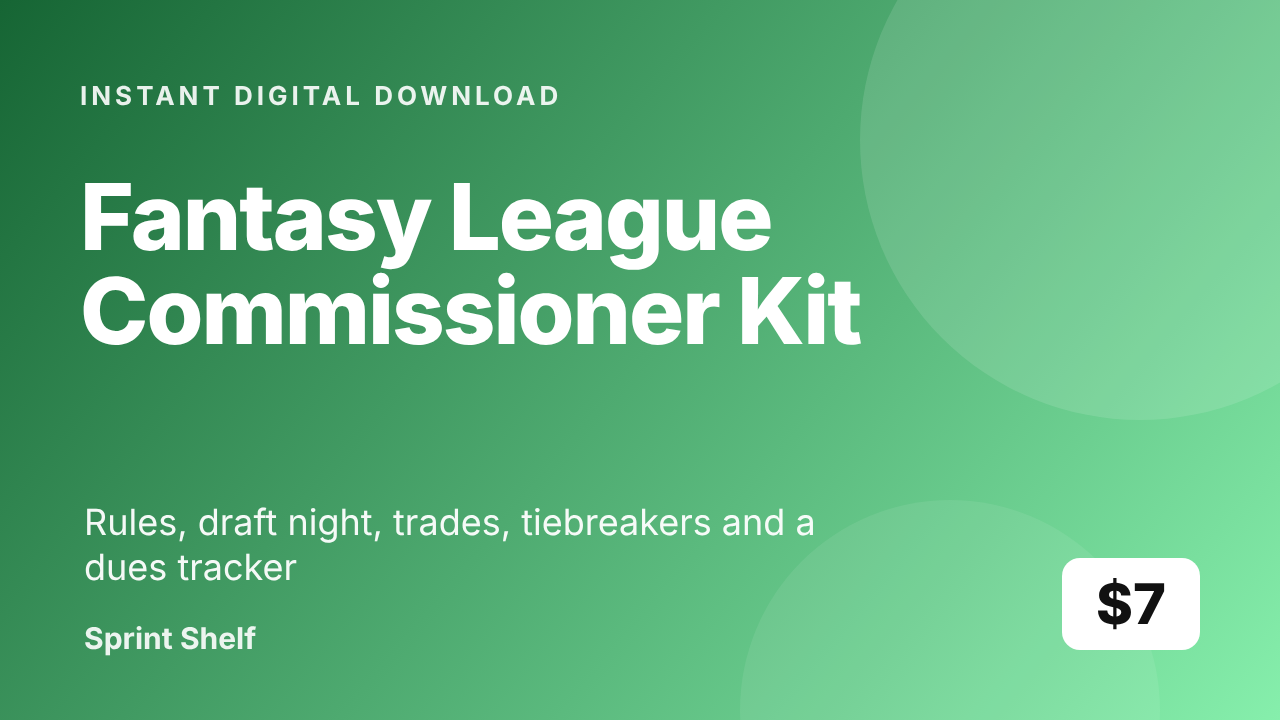 INSTANT DIGITAL DOWNLOAD
Fantasy League
Commissioner Kit
Rules, draft night, trades, tiebreakers and a
dues tracker
Sprint Shelf
$7